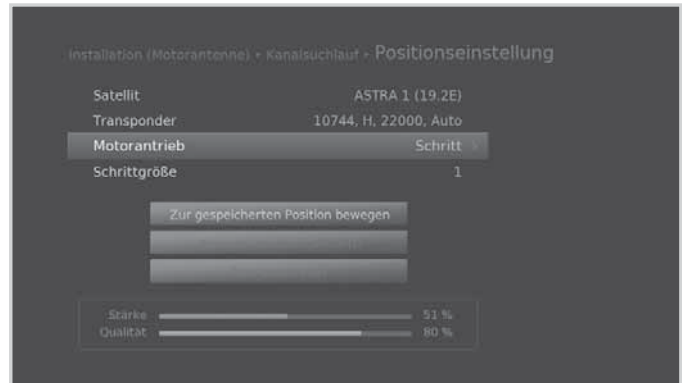 Installation (Motorantenne) • Kanalsuchlauf • Positionseinstellung
Satellit ASTRA 1 (19.2E)
Transponder 10744, H, 22000, Auto
Motorantrieb Schritt
Schrittgröße 1
Zur gespeicherten Position bewegen
Stärke 51 %
Qualität 80 %